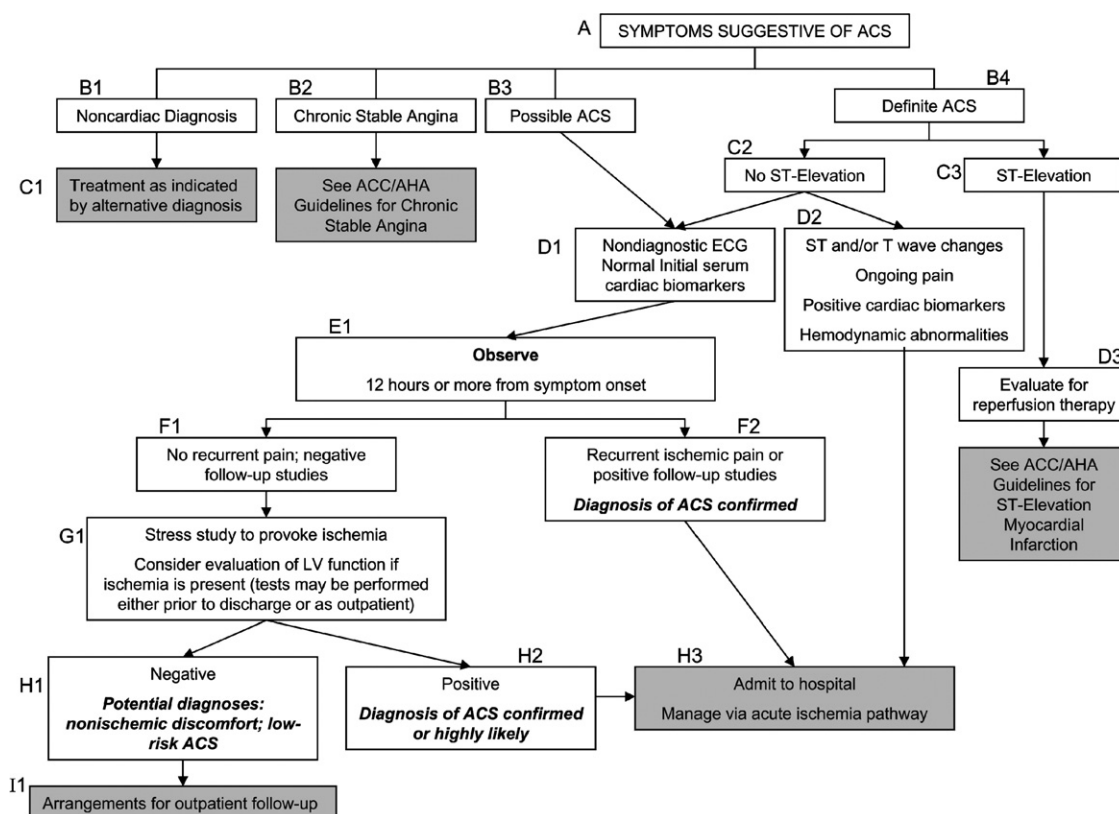 A
SYMPTOMS SUGGESTIVE OF ACS
B1
Noncardiac Diagnosis
B2
Chronic Stable Angina
B3
Possible ACS
B4
Definite ACS
C1
Treatment as indicated
by alternative diagnosis
See ACC/AHA
Guidelines for Chronic
Stable Angina
C2
No ST-Elevation
C3
ST-Elevation
D1
Nondiagnostic ECG
Normal Initial serum
cardiac biomarkers
D2
ST and/or T wave changes
Ongoing pain
Positive cardiac biomarkers
Hemodynamic abnormalities
D3
Evaluate for
reperfusion therapy
See ACC/AHA
Guidelines for
ST-Elevation
Myocardial
Infarction
E1
Observe
12 hours or more from symptom onset
F1
No recurrent pain; negative
follow-up studies
F2
Recurrent ischemic pain or
positive follow-up studies
Diagnosis of ACS confirmed
G1
Stress study to provoke ischemia
Consider evaluation of LV function if
ischemia is present (tests may be performed
either prior to discharge or as outpatient)
H1
Negative
Potential diagnoses:
nonischemic discomfort; low-
risk ACS
H2
Positive
Diagnosis of ACS confirmed
or highly likely
H3
Admit to hospital
Manage via acute ischemia pathway
I1
Arrangements for outpatient follow-up